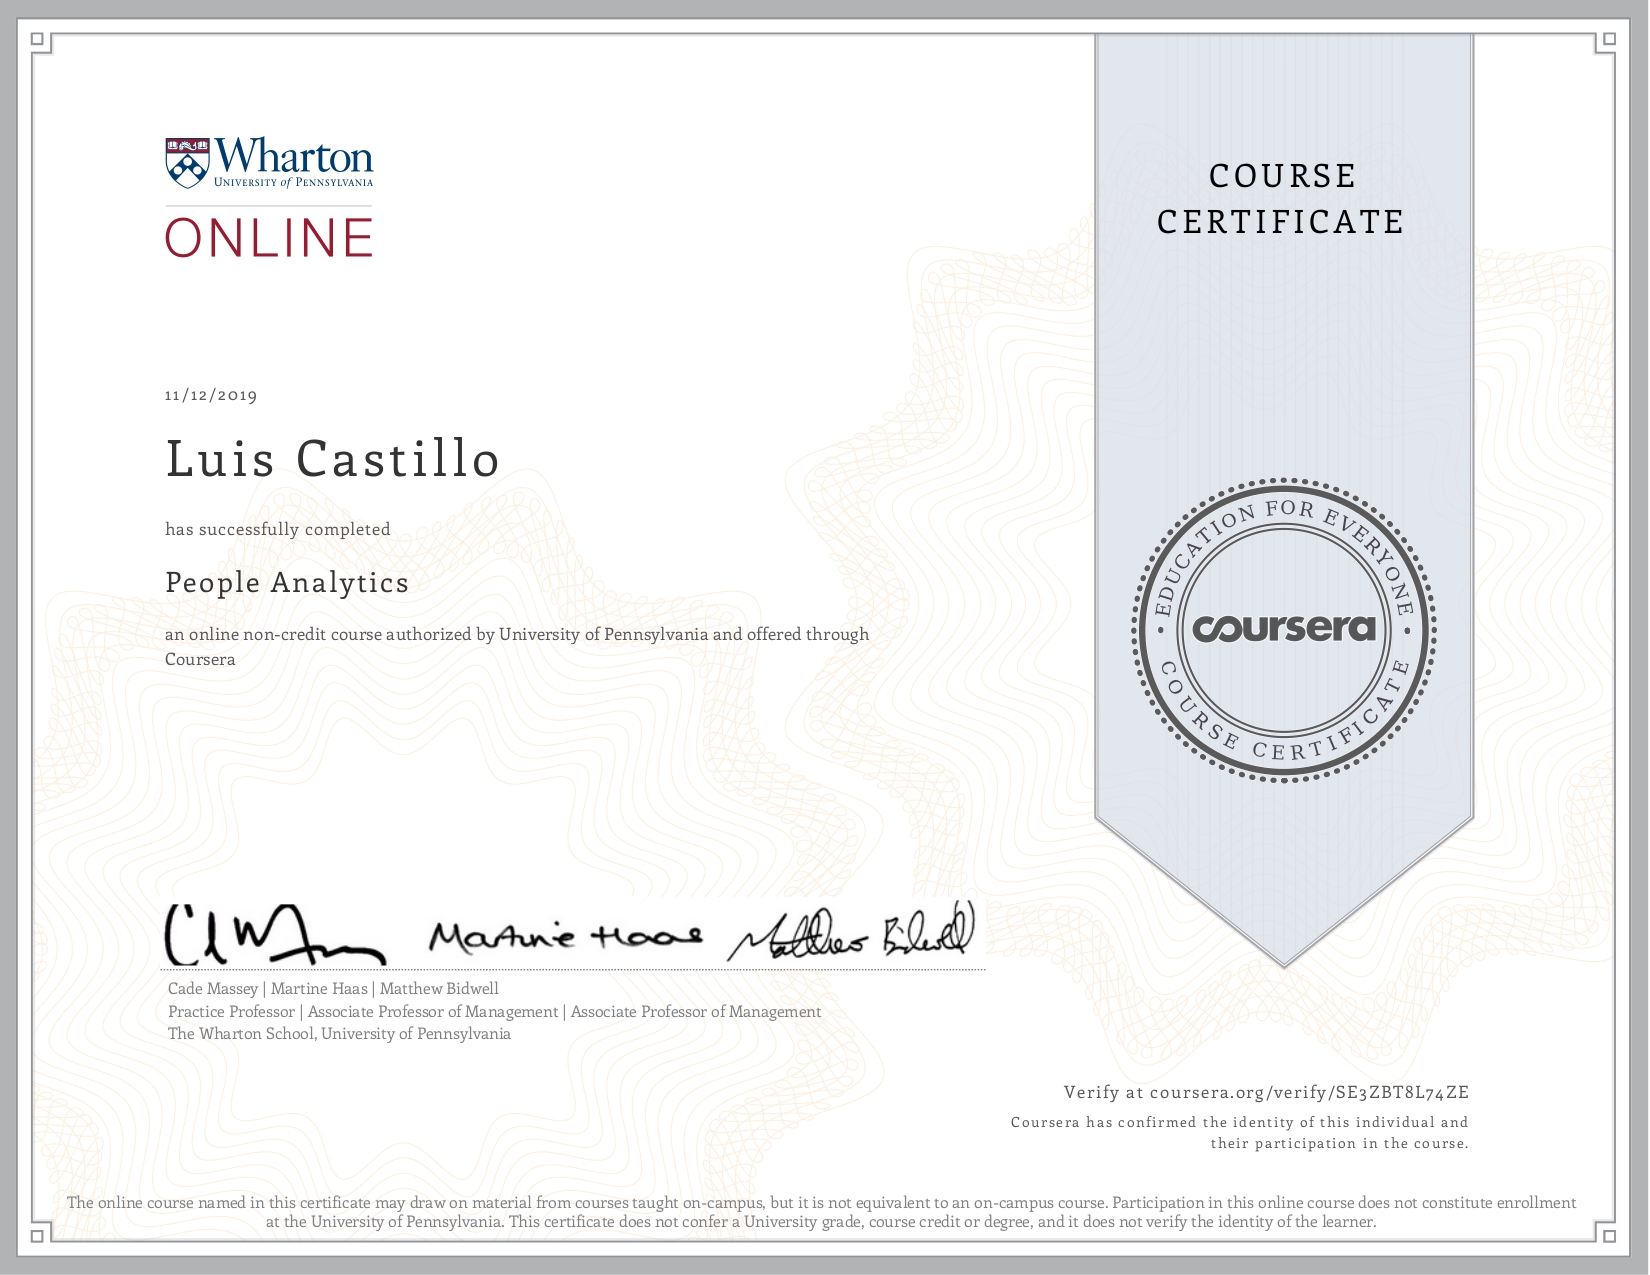 Wharton
UNIVERSITY of PENNSYLVANIA
ONLINE
COURSE
CERTIFICATE
11/12/2019
Luis Castillo
has successfully completed
People Analytics
an online non-credit course authorized by University of Pennsylvania and offered through
Coursera
EDUCATION FOR EVERYONE
coursera
COURSE CERTIFICATE
Martine Haas Matthew Bidwell
Cade Massey | Martine Haas | Matthew Bidwell
Practice Professor | Associate Professor of Management | Associate Professor of Management
The Wharton School, University of Pennsylvania
Verify at coursera.org/verify/SE3ZBT8L74ZE
Coursera has confirmed the identity of this individual and
their participation in the course.
The online course named in this certificate may draw on material from courses taught on-campus, but it is not equivalent to an on-campus course. Participation in this online course does not constitute enrollment
at the University of Pennsylvania. This certificate does not confer a University grade, course credit or degree, and it does not verify the identity of the learner.